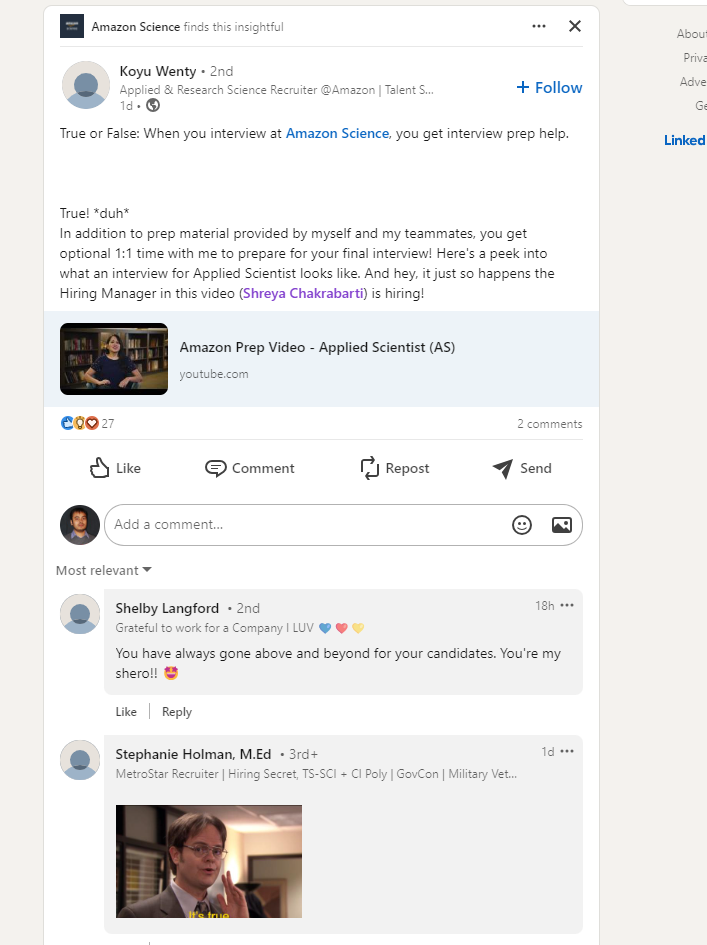 Amazon Science finds this insightful
Koyu Wenty • 2nd
Applied & Research Science Recruiter @Amazon | Talent S...
1d •
+ Follow
True or False: When you interview at Amazon Science, you get interview prep help.
True! *duh*
In addition to prep material provided by myself and my teammates, you get
optional 1:1 time with me to prepare for your final interview! Here's a peek into
what an interview for Applied Scientist looks like. And hey, it just so happens the
Hiring Manager in this video (Shreya Chakrabarti) is hiring!
Amazon Prep Video - Applied Scientist (AS)
youtube.com
27
2 comments
Like
Comment
Repost
Send
Add a comment...
Most relevant
Shelby Langford • 2nd
18h
Grateful to work for a Company I LUV 💙 ❤️ 💛
You have always gone above and beyond for your candidates. You're my
shero!! 🤩
Like
Reply
Stephanie Holman, M.Ed • 3rd+
1d
MetroStar Recruiter | Hiring Secret, TS-SCI + CI Poly | GovCon | Military Vet...
It's true
About
Priva
Adve
Ge
Linked